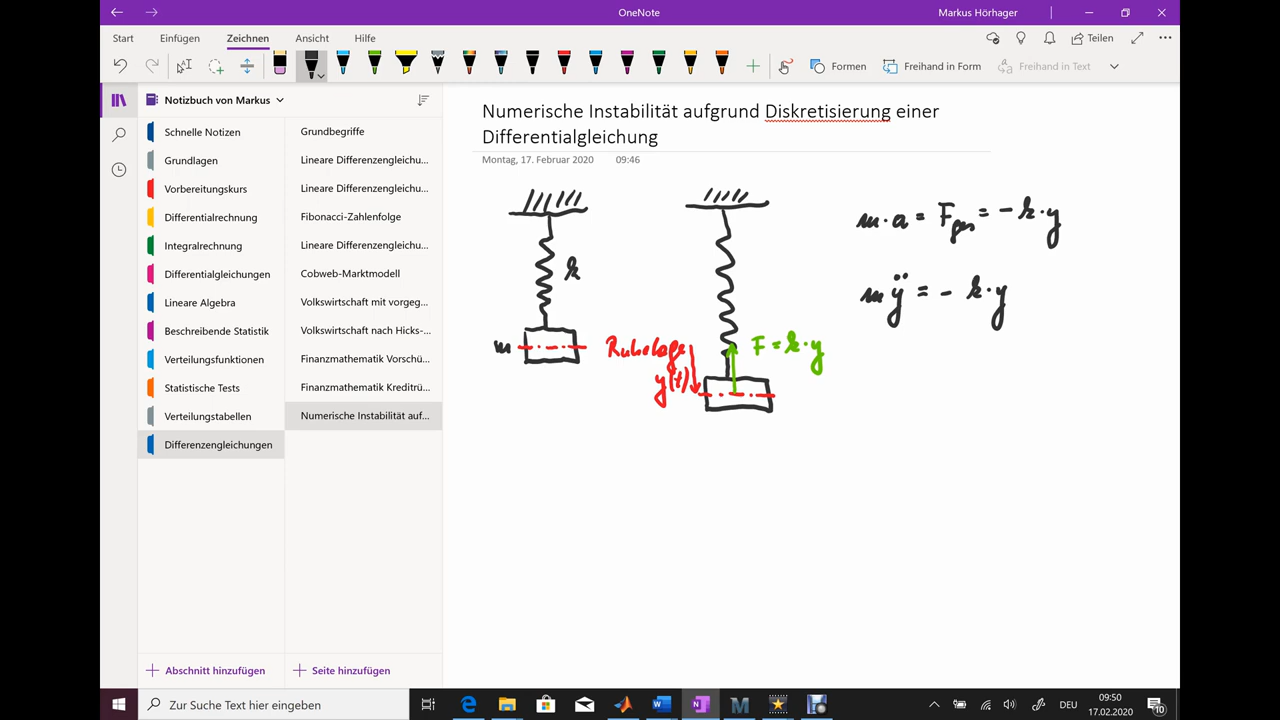 OneNote
Markus Hörhager
Start
Einfügen
Zeichnen
Ansicht
Hilfe
Teilen
Formen
Freihand in Form
Freihand in Text
Notizbuch von Markus
Schnelle Notizen
Grundlagen
Vorbereitungskurs
Differentialrechnung
Integralrechnung
Differentialgleichungen
Lineare Algebra
Beschreibende Statistik
Verteilungsfunktionen
Statistische Tests
Verteilungstabellen
Differenzengleichungen
Abschnitt hinzufügen
Grundbegriffe
Lineare Differenzengleichu...
Lineare Differenzengleichu...
Fibonacci-Zahlenfolge
Lineare Differenzengleichu...
Cobweb-Marktmodell
Volkswirtschaft mit vorgeg...
Volkswirtschaft nach Hicks-...
Finanzmathematik Vorschü...
Finanzmathematik Kreditrü...
Numerische Instabilität auf...
Seite hinzufügen
Numerische Instabilität aufgrund Diskretisierung einer
Differentialgleichung
Montag, 17. Februar 2020 09:46
k
m
Ruhelage
y(t)
F = k·y
m·a = F_ges = -k·y
mÿ = -k·y
Zur Suche Text hier eingeben
DEU
09:50
17.02.2020
10